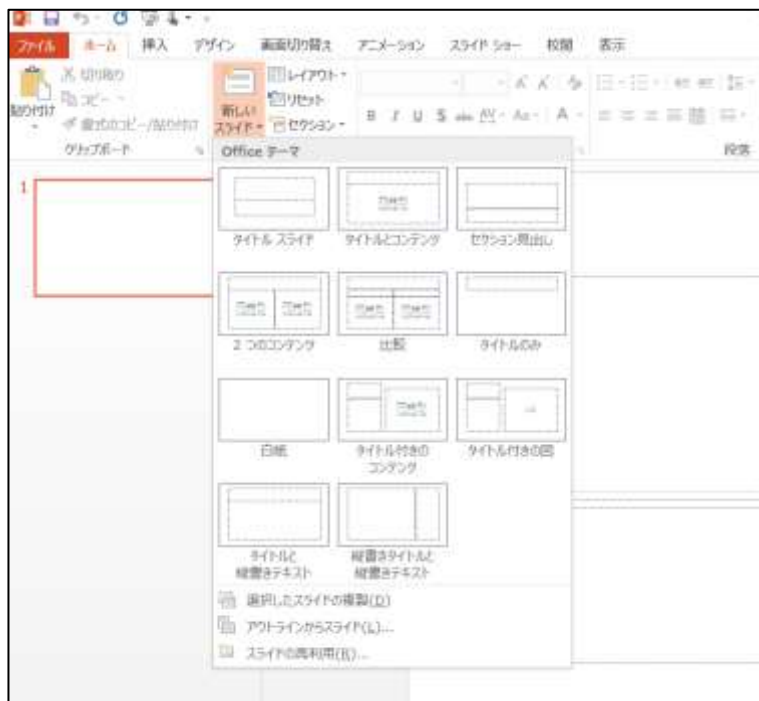 ファイル ホーム 挿入 デザイン 画面切り替え アニメーション スライド ショー 校閲 表示
切り取り
コピー
書式のコピー/貼り付け
貼り付け
クリップボード
新しい
スライド
レイアウト
リセット
セクション
B I U S abc AV Aa A
段落
1
Office テーマ
タイトル スライド タイトルとコンテンツ セクション見出し
2 つのコンテンツ 比較 タイトルのみ
白紙 タイトル付きの
コンテンツ タイトル付きの図
タイトルと
縦書きテキスト
縦書きタイトルと
縦書きテキスト
選択したスライドの複製(D)
アウトラインからスライド(L)...
スライドの再利用(R)...